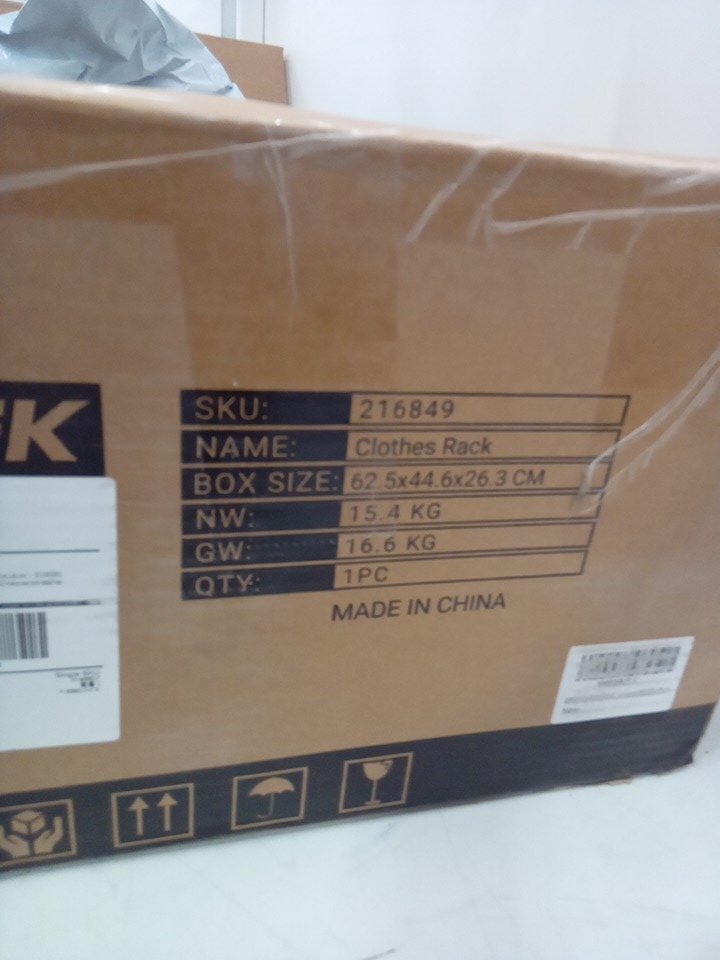 SKU: 216849
NAME: Clothes Rack
BOX SIZE: 62.5x44.6x26.3 CM
NW: 15.4 KG
GW: 16.6 KG
QTY: 1PC
MADE IN CHINA